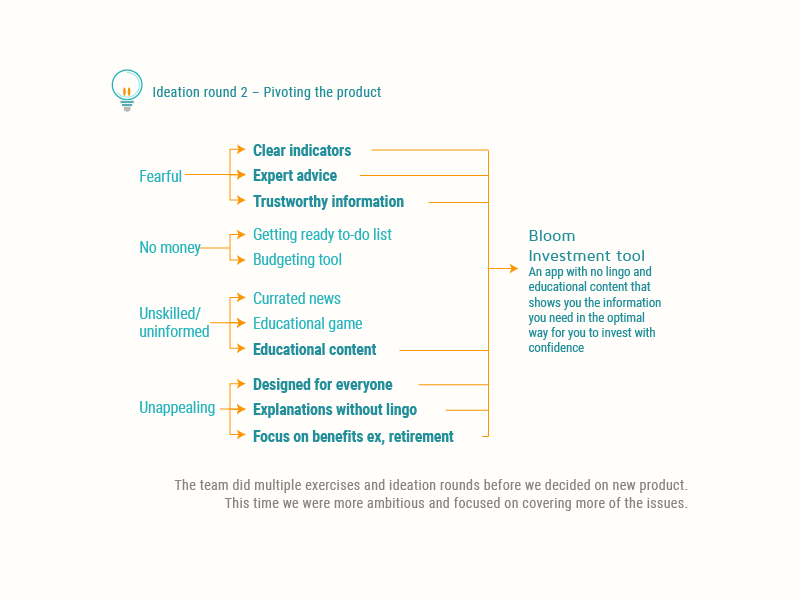 Ideation round 2 – Pivoting the product
Fearful
Clear indicators
Expert advice
Trustworthy information
No money
Getting ready to-do list
Budgeting tool
Unskilled/
uninformed
Currated news
Educational game
Educational content
Unappealing
Designed for everyone
Explanations without lingo
Focus on benefits ex, retirement
Bloom
Investment tool
An app with no lingo and
educational content that
shows you the information
you need in the optimal
way for you to invest with
confidence
The team did multiple exercises and ideation rounds before we decided on new product.
This time we were more ambitious and focused on covering more of the issues.